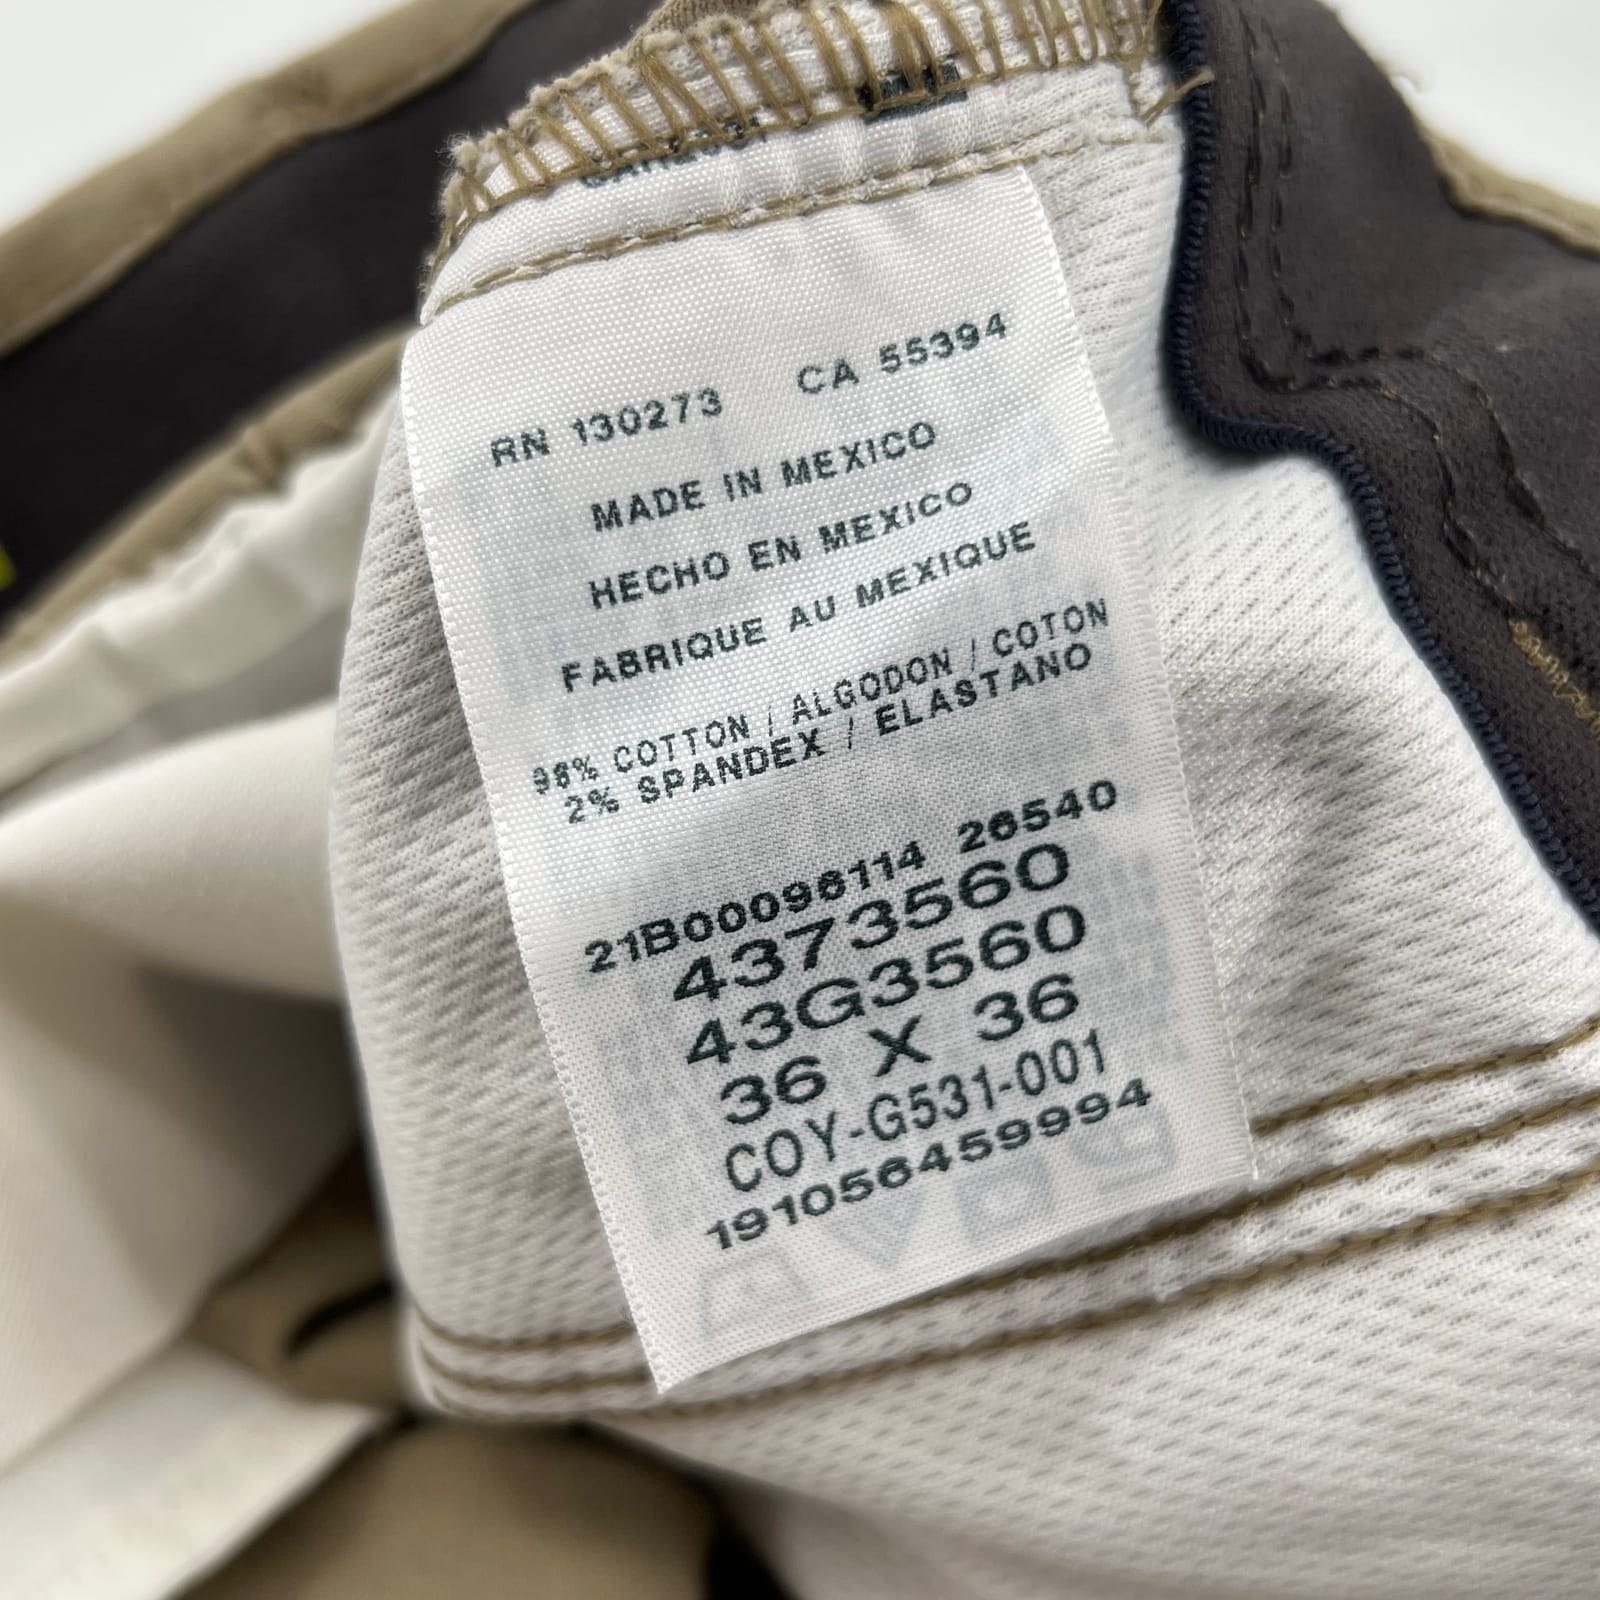 RN 130273 CA 55394
MADE IN MEXICO
HECHO EN MEXICO
FABRIQUE AU MEXIQUE
98% COTTON / ALGODON / COTON
2% SPANDEX / ELASTANO
21B00096114 26540
4373560
43G3560
36 X 36
COY-G531-001
191056459994